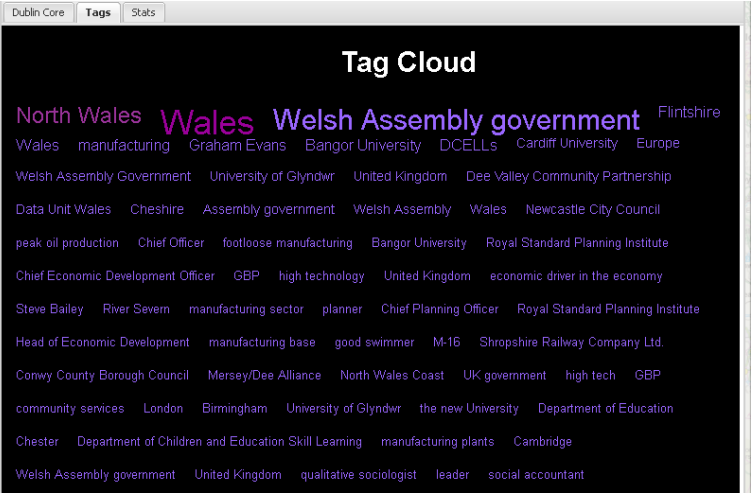 Dublin Core Tags Stats
Tag Cloud
North Wales Wales Welsh Assembly government Flintshire
Wales manufacturing Graham Evans Bangor University DCELLs Cardiff University Europe
Welsh Assembly Government University of Glyndwr United Kingdom Dee Valley Community Partnership
Data Unit Wales Cheshire Assembly government Welsh Assembly Wales Newcastle City Council
peak oil production Chief Officer footloose manufacturing Bangor University Royal Standard Planning Institute
Chief Economic Development Officer GBP high technology United Kingdom economic driver in the economy
Steve Bailey River Severn manufacturing sector planner Chief Planning Officer Royal Standard Planning Institute
Head of Economic Development manufacturing base good swimmer M-16 Shropshire Railway Company Ltd.
Conwy County Borough Council Mersey/Dee Alliance North Wales Coast UK government high tech GBP
community services London Birmingham University of Glyndwr the new University Department of Education
Chester Department of Children and Education Skill Learning manufacturing plants Cambridge
Welsh Assembly government United Kingdom qualitative sociologist leader social accountant